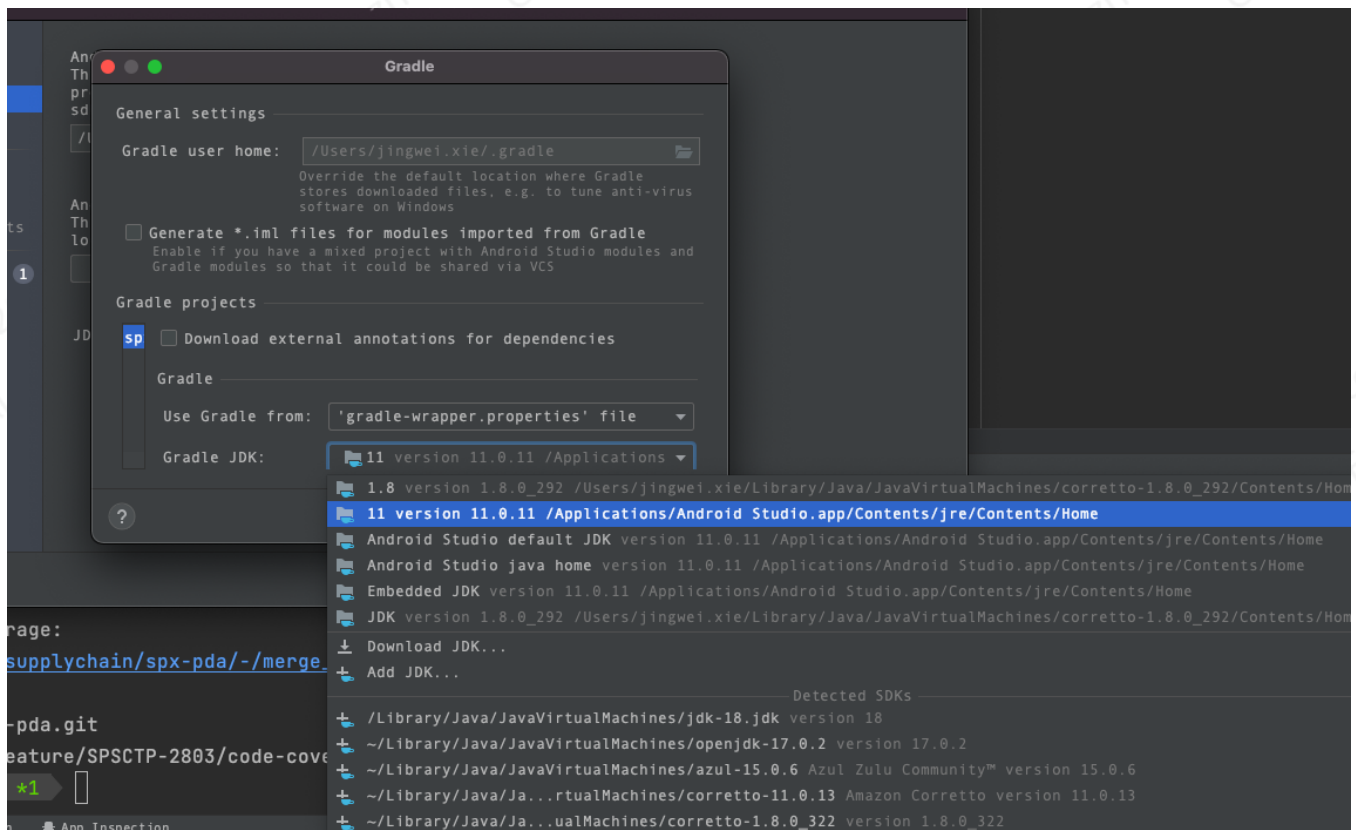 Gradle
An
Th
pr
sd
General settings
/U
Gradle user home:
/Users/jingwei.xie/.gradle
Override the default location where Gradle
stores downloaded files, e.g. to tune anti-virus
software on Windows
An
Th
lo
ts
Generate *.iml files for modules imported from Gradle
Enable if you have a mixed project with Android Studio modules and
Gradle modules so that it could be shared via VCS
1
Gradle projects
JD
sp
Download external annotations for dependencies
Gradle
Use Gradle from:
'gradle-wrapper.properties' file
Gradle JDK:
11 version 11.0.11 /Applications
?
1.8 version 1.8.0_292 /Users/jingwei.xie/Library/Java/JavaVirtualMachines/corretto-1.8.0_292/Contents/Hom
11 version 11.0.11 /Applications/Android Studio.app/Contents/jre/Contents/Home
Android Studio default JDK version 11.0.11 /Applications/Android Studio.app/Contents/jre/Contents/Home
Android Studio java home version 11.0.11 /Applications/Android Studio.app/Contents/jre/Contents/Home
Embedded JDK version 11.0.11 /Applications/Android Studio.app/Contents/jre/Contents/Home
JDK version 1.8.0_292 /Users/jingwei.xie/Library/Java/JavaVirtualMachines/corretto-1.8.0_292/Contents/Hom
Download JDK...
Add JDK...
Detected SDKs
/Library/Java/JavaVirtualMachines/jdk-18.jdk version 18
~/Library/Java/JavaVirtualMachines/openjdk-17.0.2 version 17.0.2
~/Library/Java/JavaVirtualMachines/azul-15.0.6 Azul Zulu Community™ version 15.0.6
~/Library/Java/Ja...rtualMachines/corretto-11.0.13 Amazon Corretto version 11.0.13
~/Library/Java/Ja...ualMachines/corretto-1.8.0_322 version 1.8.0_322
rage:
supplychain/spx-pda/-/merge_
-pda.git
eature/SPSCTP-2803/code-cove
*1
App Inspection